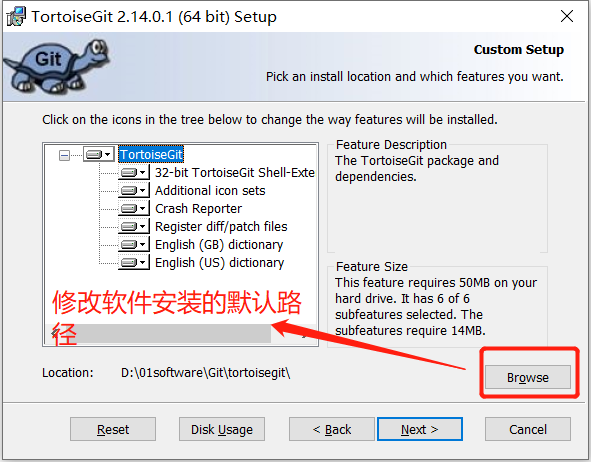 TortoiseGit 2.14.0.1 (64 bit) Setup
Git
Custom Setup
Pick an install location and which features you want.
Click on the icons in the tree below to change the way features will be installed.
TortoiseGit
32-bit TortoiseGit Shell-Exte
Additional icon sets
Crash Reporter
Register diff/patch files
English (GB) dictionary
English (US) dictionary
Feature Description
The TortoiseGit package and
dependencies.
Feature Size
This feature requires 50MB on your
hard drive. It has 6 of 6
subfeatures selected. The
subfeatures require 14MB.
修改软件安装的默认路
径
Location: D:\01software\Git\tortoisegit\
Browse
Reset
Disk Usage
< Back
Next >
Cancel